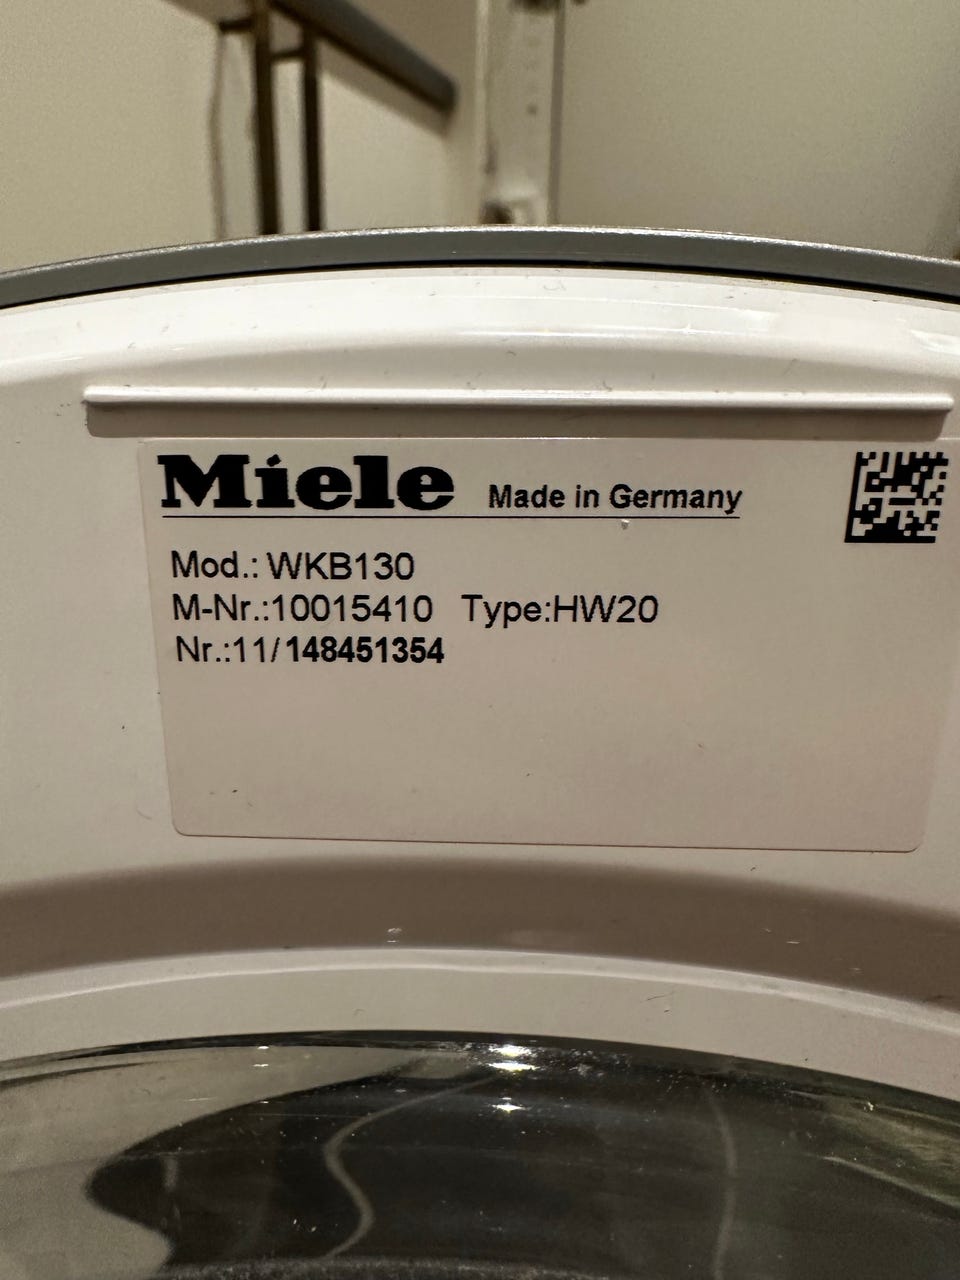 Miele Made in Germany
Mod.: WKB130
M-Nr.:10015410 Type:HW20
Nr.:11/148451354